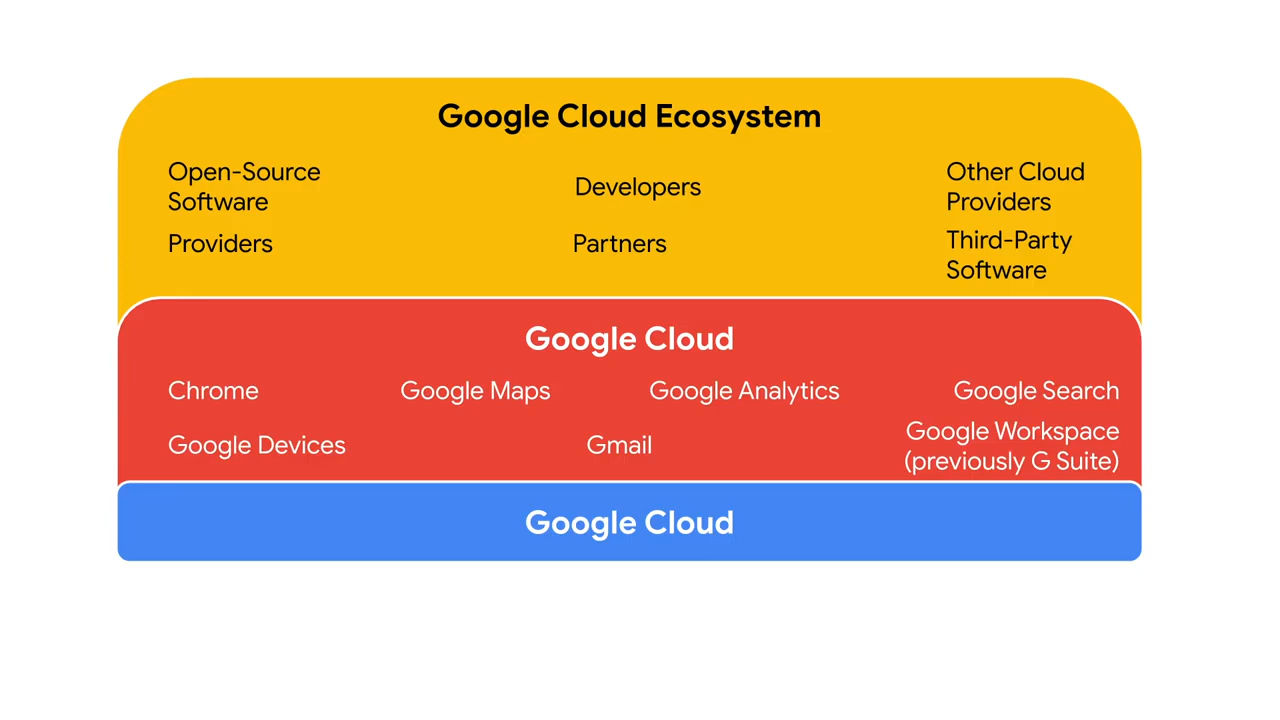 Google Cloud Ecosystem
Open-Source
Software
Developers
Other Cloud
Providers
Providers
Partners
Third-Party
Software
Google Cloud
Chrome
Google Maps
Google Analytics
Google Search
Google Devices
Gmail
Google Workspace
(previously G Suite)
Google Cloud